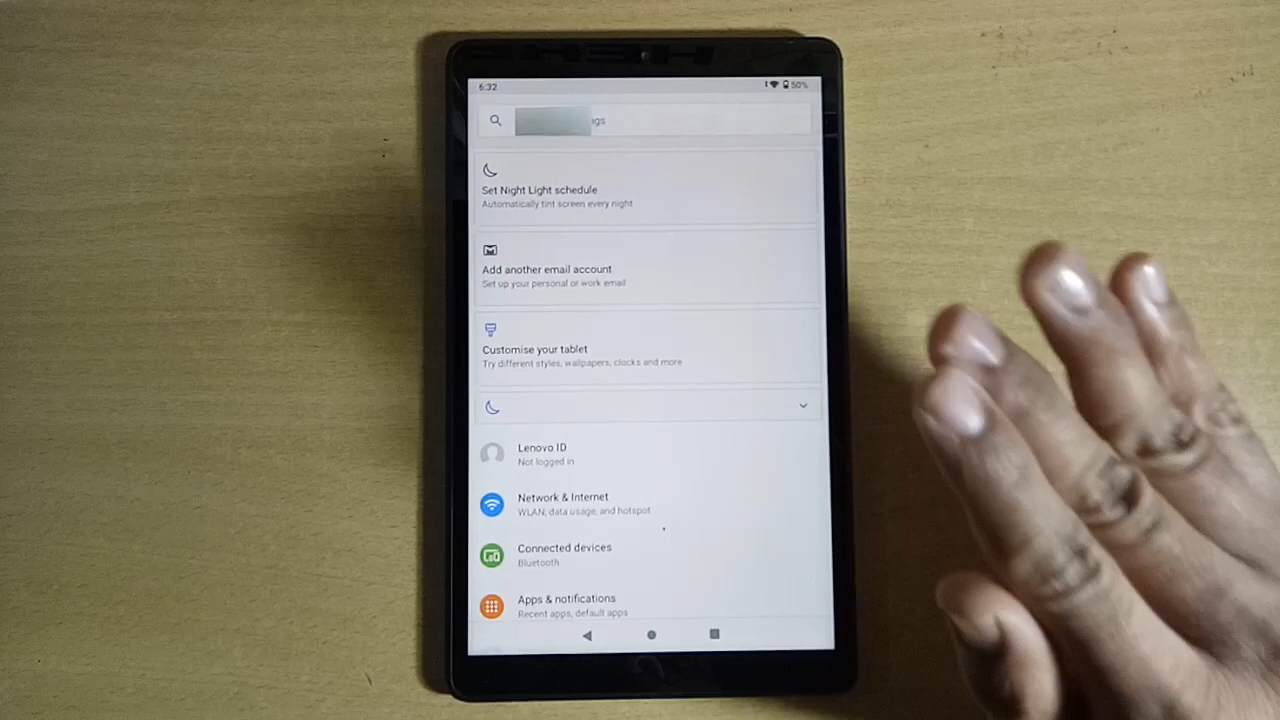 6:32
50%
Set Night Light schedule
Automatically tint screen every night
Add another email account
Set up your personal or work email
Customise your tablet
Try different styles, wallpapers, clocks and more
Lenovo ID
Not logged in
Network & Internet
WLAN, data usage, and hotspot
Connected devices
Bluetooth
Apps & notifications
Recent apps, default apps